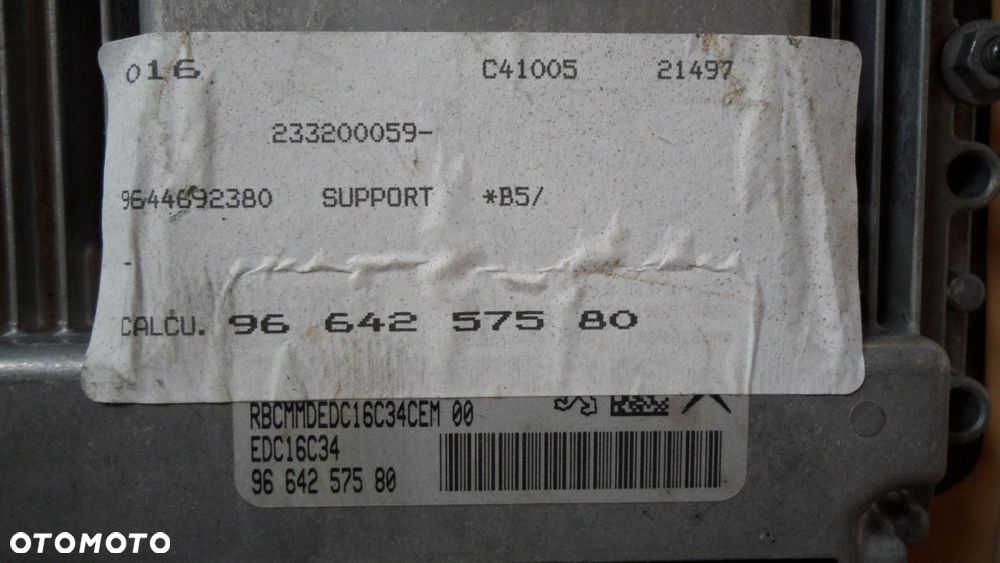 016 C41005 21497
233200059-
9644692380 SUPPORT *B5/
-
CALCU. 96 642 575 80
RBCMMDEDC16C34CEM 00
EDC16C34
96 642 575 80
OTOMOTO